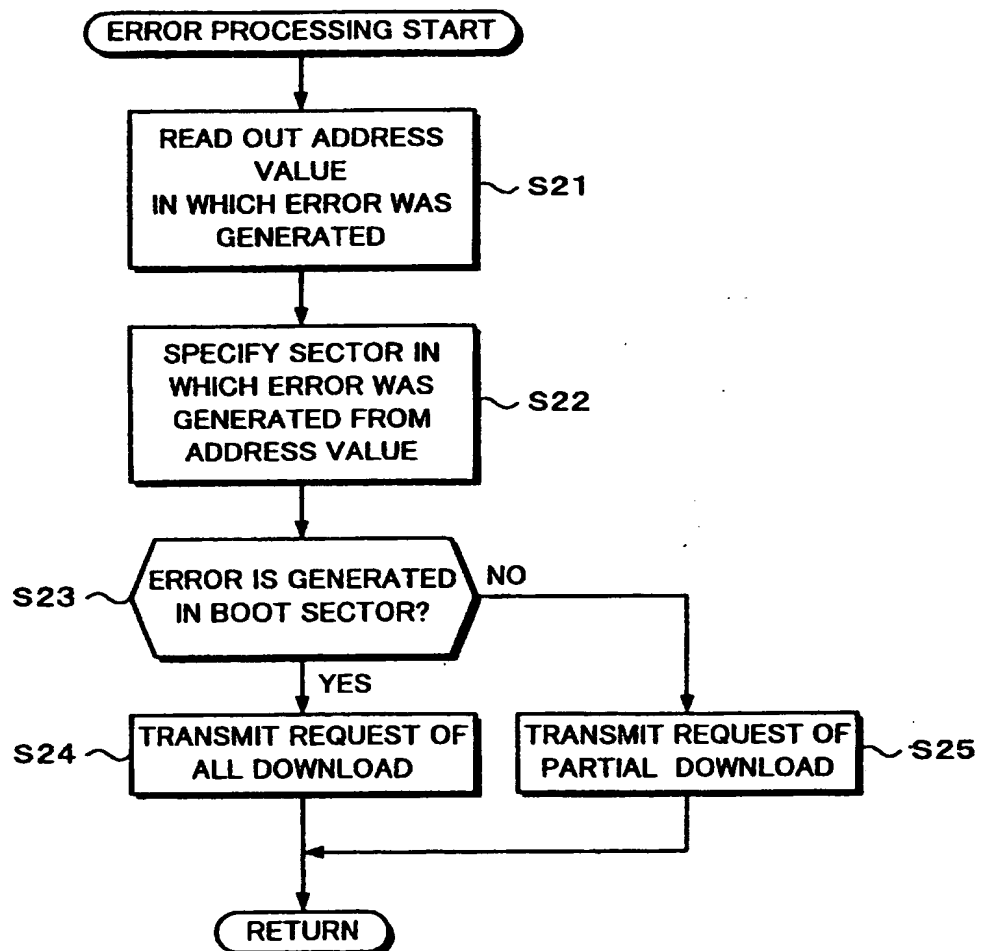 ERROR PROCESSING START
READ OUT ADDRESS
VALUE
IN WHICH ERROR WAS
GENERATED
S21
SPECIFY SECTOR IN
WHICH ERROR WAS
GENERATED FROM
ADDRESS VALUE
S22
S23
ERROR IS GENERATED
IN BOOT SECTOR?
NO
YES
S24
TRANSMIT REQUEST OF
ALL DOWNLOAD
TRANSMIT REQUEST OF
PARTIAL DOWNLOAD
S25
RETURN